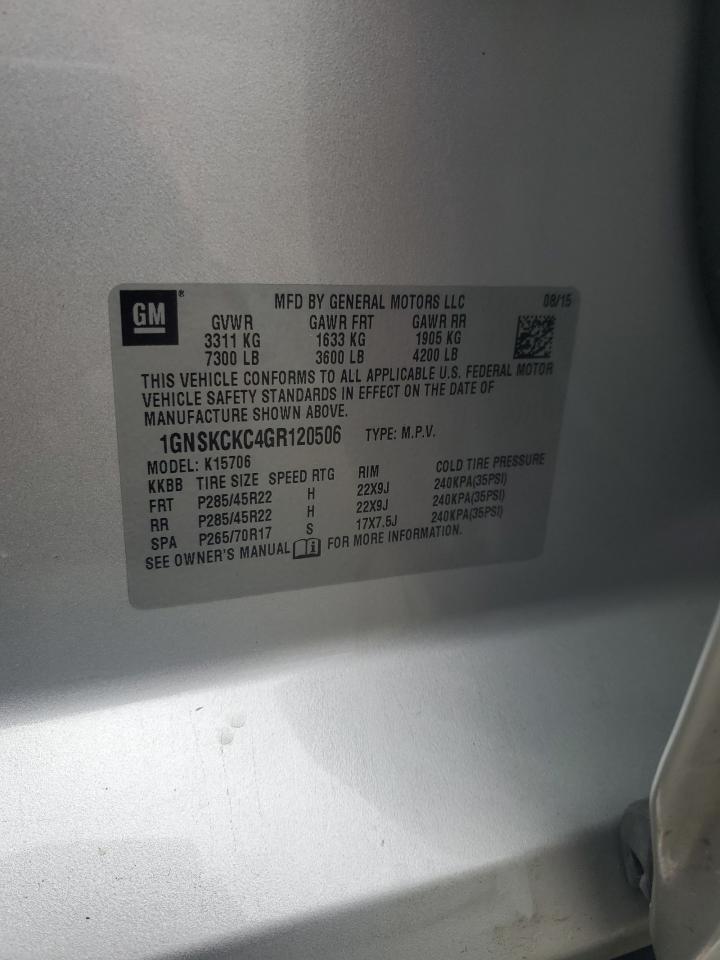 GM®
MFD BY GENERAL MOTORS LLC 08/15
GVWR GAWR FRT GAWR RR
3311 KG 1633 KG 1905 KG
7300 LB 3600 LB 4200 LB
THIS VEHICLE CONFORMS TO ALL APPLICABLE U.S. FEDERAL MOTOR
VEHICLE SAFETY STANDARDS IN EFFECT ON THE DATE OF
MANUFACTURE SHOWN ABOVE.
1GNSKCKC4GR120506 TYPE: M.P.V.
MODEL: K15706
KKBB TIRE SIZE SPEED RTG RIM COLD TIRE PRESSURE
FRT P285/45R22 H 22X9J 240KPA(35PSI)
RR P285/45R22 H 22X9J 240KPA(35PSI)
SPA P265/70R17 S 17X7.5J 240KPA(35PSI)
SEE OWNER'S MANUAL i FOR MORE INFORMATION.